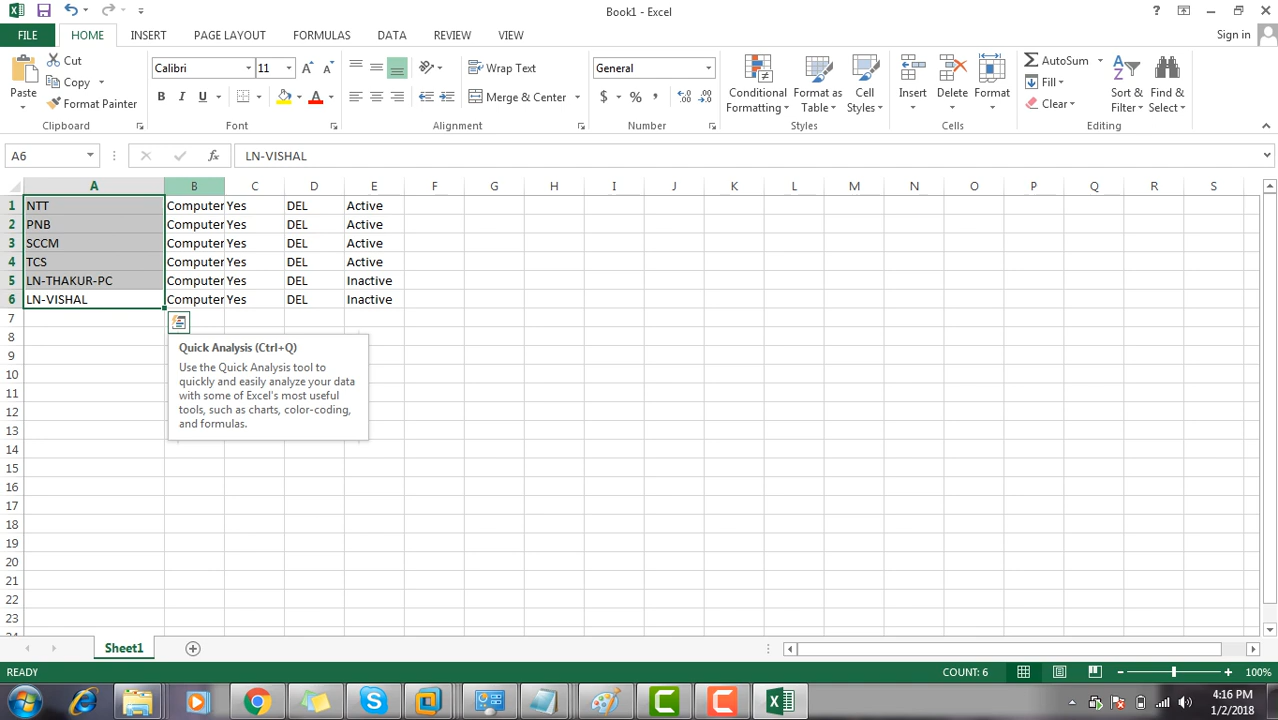 Book1 - Excel
?
FILE HOME INSERT PAGE LAYOUT FORMULAS DATA REVIEW VIEW Sign in
Paste
Cut
Copy
Format Painter
Clipboard
Calibri 11 A A
B I U A
Font
Wrap Text
Merge & Center
Alignment
General
$ % , .0 .00 .00 .0
Number
Conditional Formatting
Format as Table
Cell Styles
Styles
Insert Delete Format
Cells
AutoSum
Fill
Clear
Sort & Filter
Find & Select
Editing
A6 fx LN-VISHAL
A B C D E F G H I J K L M N O P Q R S
1 NTT Computer Yes DEL Active
2 PNB Computer Yes DEL Active
3 SCCM Computer Yes DEL Active
4 TCS Computer Yes DEL Active
5 LN-THAKUR-PC Computer Yes DEL Inactive
6 LN-VISHAL Computer Yes DEL Inactive
7
8
9
10
11
12
13
14
15
16
17
18
19
20
21
22
23
Quick Analysis (Ctrl+Q)
Use the Quick Analysis tool to
quickly and easily analyze your data
with some of Excel's most useful
tools, such as charts, color-coding,
and formulas.
Sheet1
READY COUNT: 6 100%
4:16 PM
1/2/2018